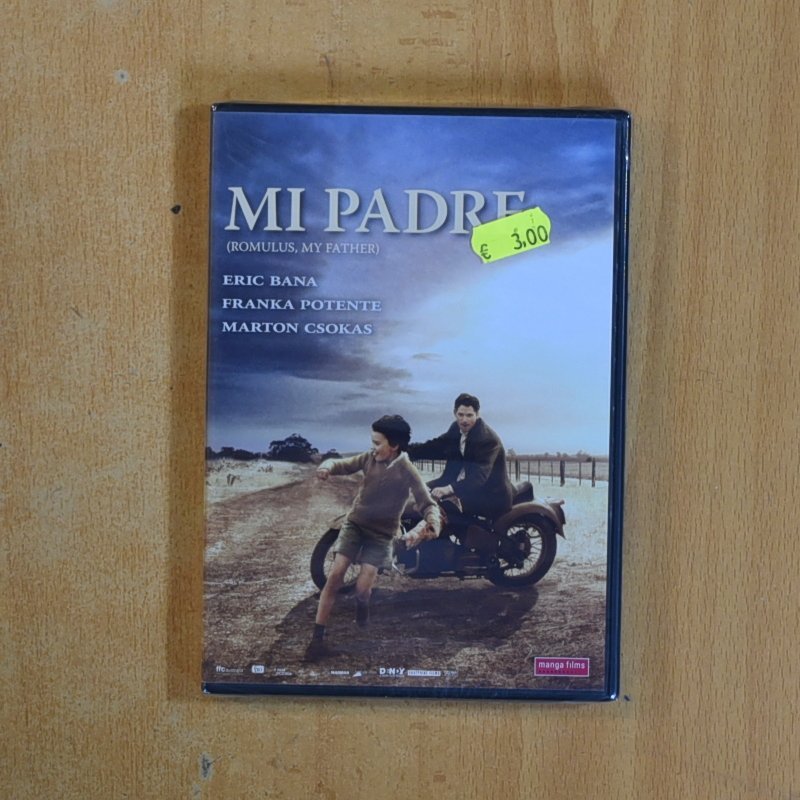 MI PADRE
€ 3,00
(ROMULUS, MY FATHER)
ERIC BANA
FRANKA POTENTE
MARTON CSOKAS
manga films